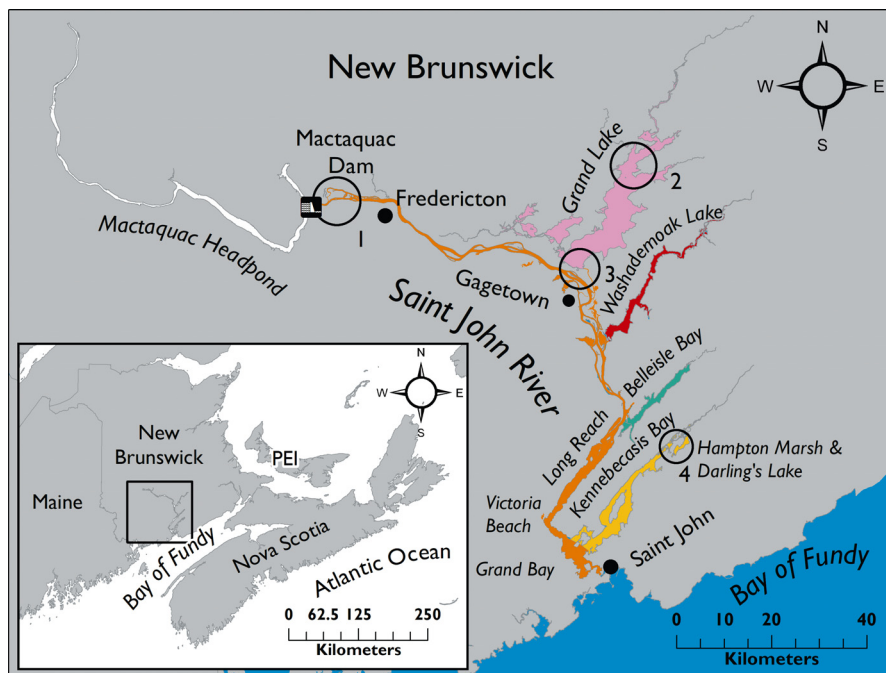 New Brunswick
N
W
E
S
Mactaquac
Dam
Fredericton
1
Mactaquac Headpond
Grand Lake
2
3
Washademoak Lake
Gagetown
Saint John River
Belleisle Bay
Long Reach
Kennebecasis Bay
4
Hampton Marsh &
Darling's Lake
Victoria
Beach
Grand Bay
Saint John
Bay of Fundy
0 10 20 40
Kilometers
N
W
E
S
New
Brunswick
PEI
Maine
Nova Scotia
Bay of Fundy
Atlantic Ocean
0 62.5 125 250
Kilometers